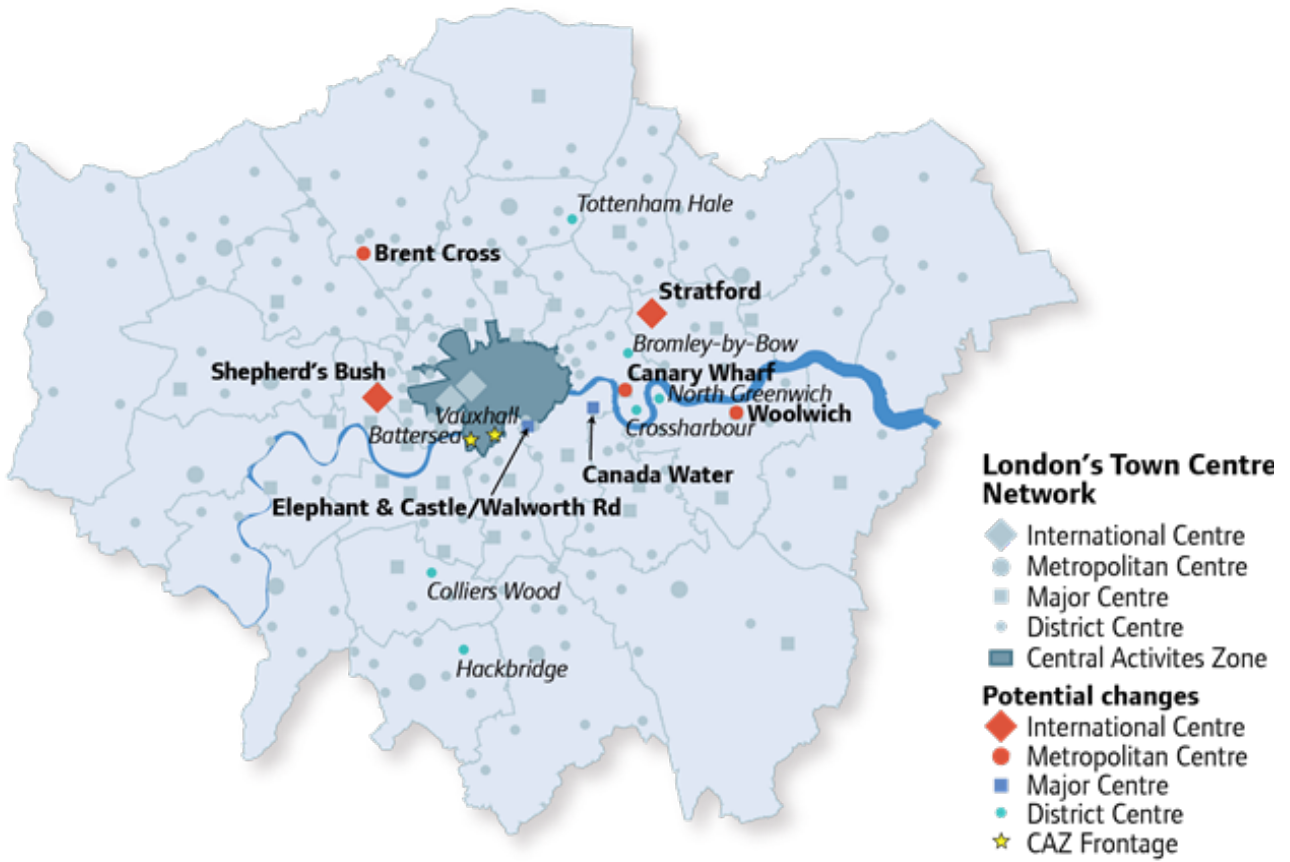 Tottenham Hale
Brent Cross
Stratford
Bromley-by-Bow
Shepherd's Bush
Canary Wharf
North Greenwich
Vauxhall
Woolwich
Battersea
Crossharbour
Canada Water
Elephant & Castle/Walworth Rd
Colliers Wood
Hackbridge
London's Town Centre
Network
International Centre
Metropolitan Centre
Major Centre
District Centre
Central Activites Zone
Potential changes
International Centre
Metropolitan Centre
Major Centre
District Centre
CAZ Frontage